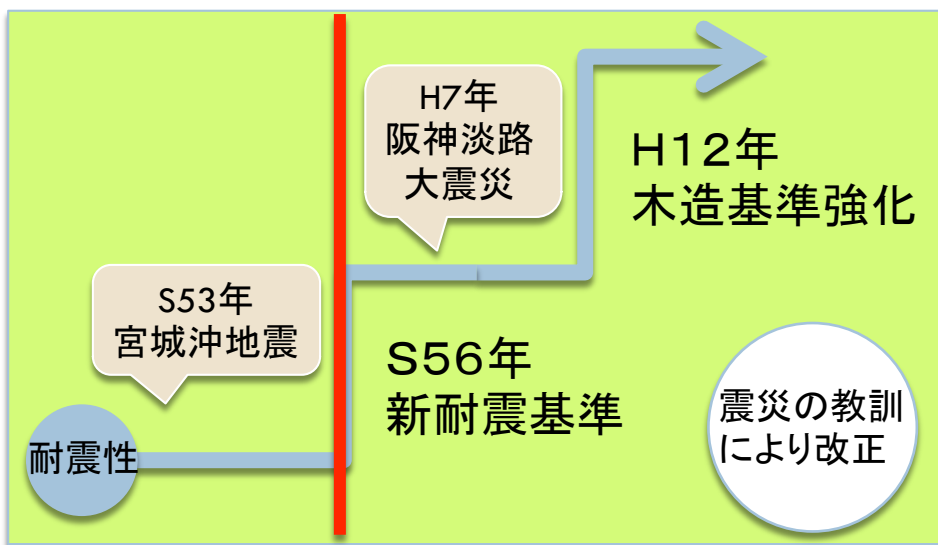 H7年
阪神淡路
大震災
H12年
木造基準強化
S53年
宮城沖地震
S56年
新耐震基準
耐震性
震災の教訓
により改正